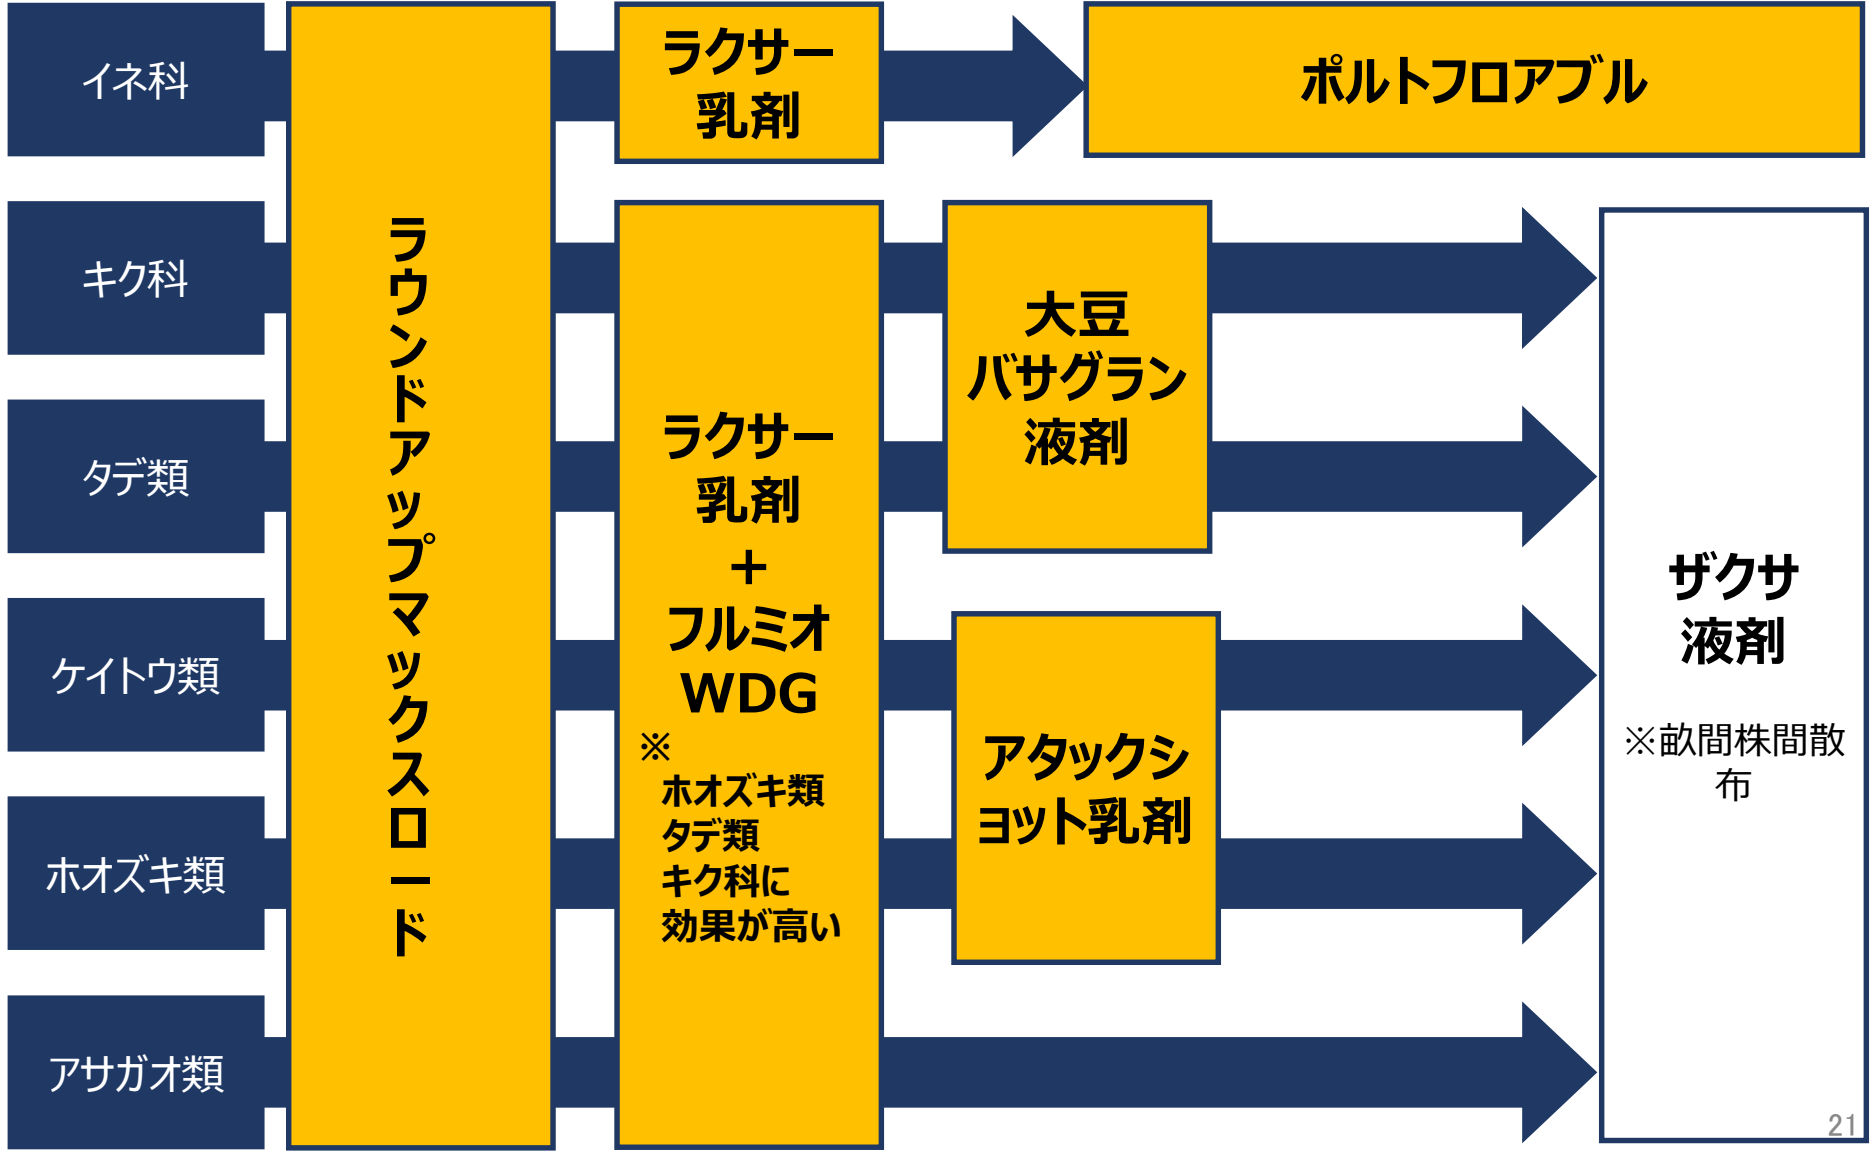 イネ科
キク科
タデ類
ケイトウ類
ホオズキ類
アサガオ類
ラウンドアップマックスロード
ラクサー
乳剤
ラクサー
乳剤
+
フルミオ
WDG
※
ホオズキ類
タデ類
キク科に
効果が高い
大豆
バサグラン
液剤
アタックシ
ョット乳剤
ポルトフロアブル
ザクサ
液剤
※畝間株間散
布
21